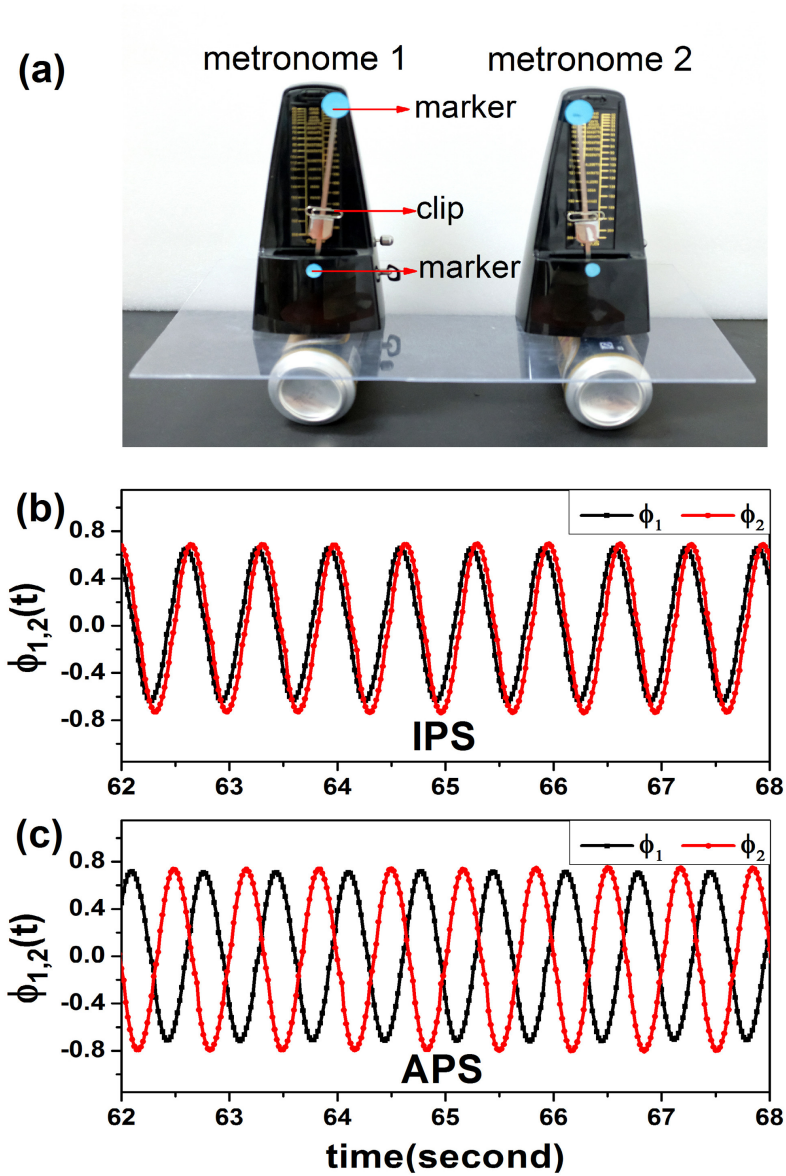 (a)
metronome 1
metronome 2
marker
clip
marker
(b)
ϕ₁
ϕ₂
0.8
0.4
0.0
-0.4
-0.8
ϕ₁,₂(t)
IPS
62 63 64 65 66 67 68
(c)
ϕ₁
ϕ₂
0.8
0.4
0.0
-0.4
-0.8
ϕ₁,₂(t)
APS
62 63 64 65 66 67 68
time(second)